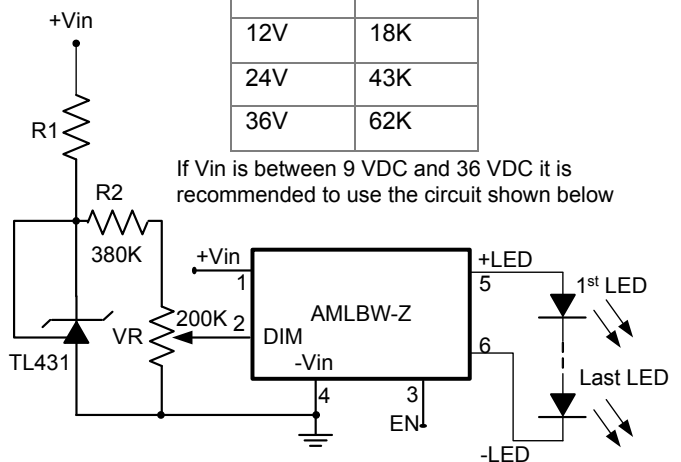 +Vin
12V 18K
24V 43K
36V 62K
R1
If Vin is between 9 VDC and 36 VDC it is
recommended to use the circuit shown below
R2
380K
+Vin
1
+LED
5
1st LED
200K
2
AMLBW-Z
VR
DIM
6
TL431
-Vin
Last LED
4
3
EN
-LED